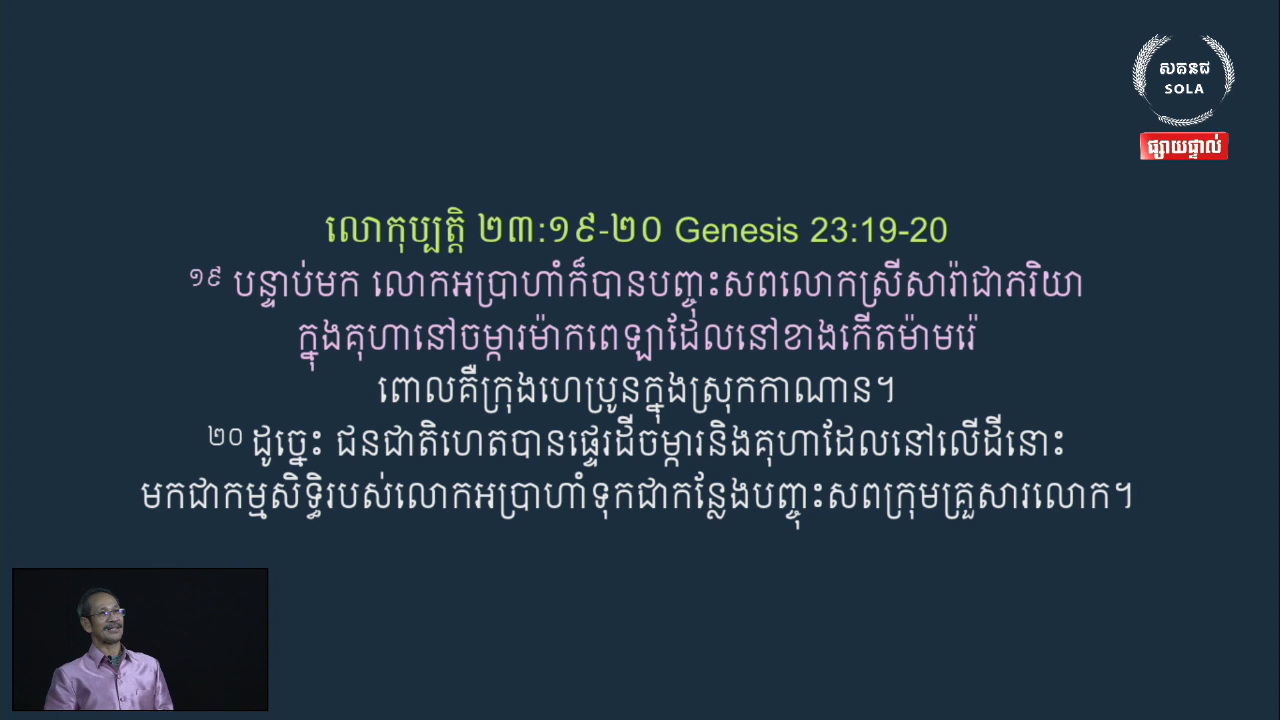 សគនជ
SOLA
ផ្សាយផ្ទាល់
លោកុប្បត្តិ ២៣:១៩-២០ Genesis 23:19-20
១៩ បន្ទាប់មក លោកអប្រាហាំក៏បានបញ្ចុះសពលោកស្រីសារ៉ាជាភរិយា
ក្នុងគុហានៅចម្ការម៉ាកពេឡាដែលនៅខាងកើតម៉ាមរេ៉
ពោលគឺក្រុងហេប្រូនក្នុងស្រុកកាណាន។
២០ ដូច្នេះ ជនជាតិហេតបានផ្ទេរដីចម្ការនិងគុហាដែលនៅលើដីនោះ
មកជាកម្មសិទ្ធិរបស់លោកអប្រាហាំទុកជាកន្លែងបញ្ចុះសពក្រុមគ្រួសារលោក។